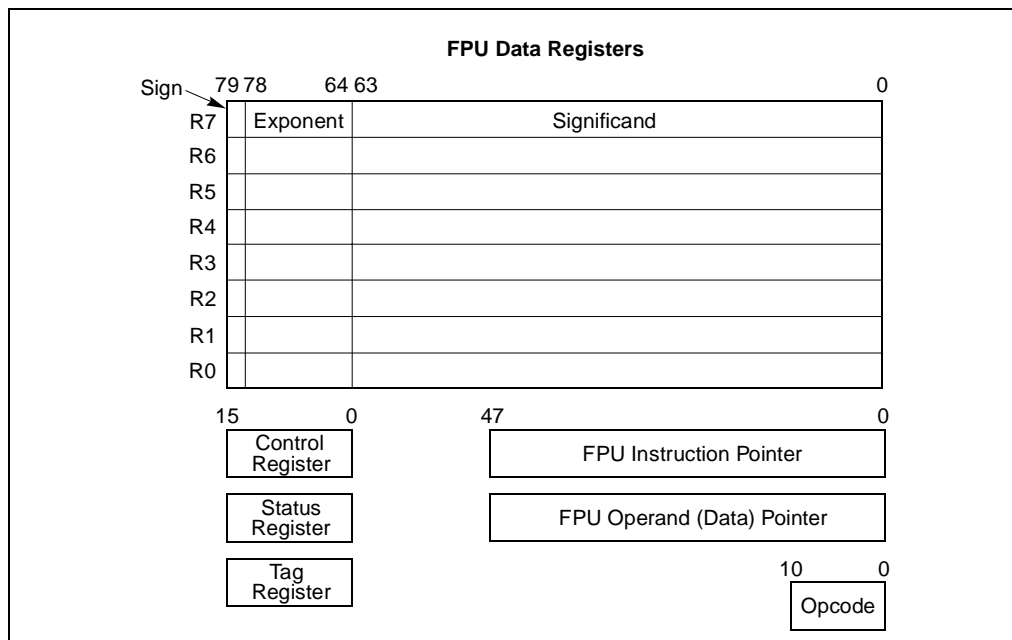 FPU Data Registers
Sign
79 78 64 63 0
R7 Exponent Significand
R6
R5
R4
R3
R2
R1
R0
15 0 47 0
Control
Register
FPU Instruction Pointer
Status
Register
FPU Operand (Data) Pointer
Tag
Register
10 0
Opcode